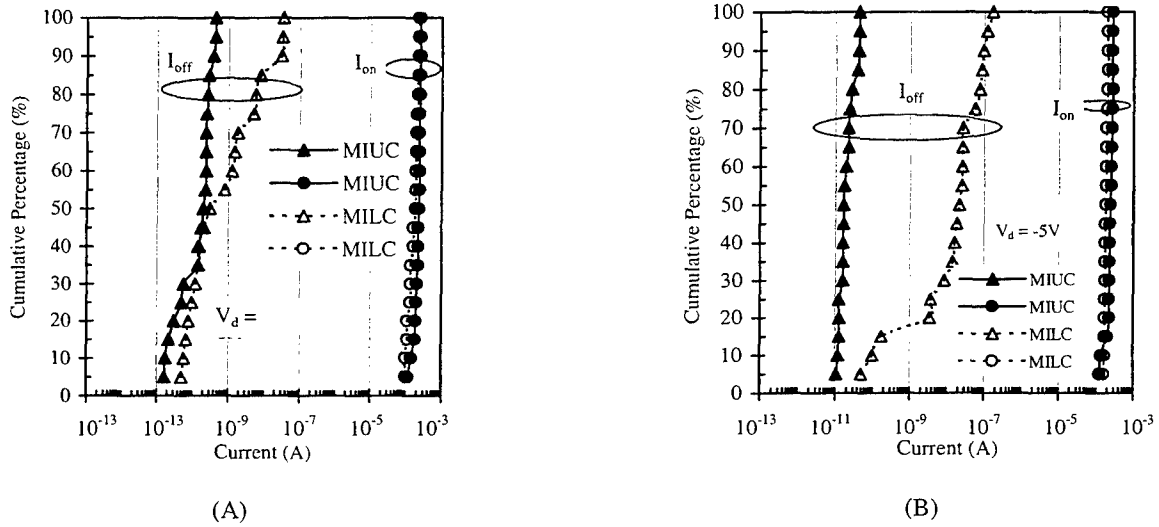 100
90
80
70
60
50
40
30
20
10
0
Cumulative Percentage (%)
I_off
I_on
MIUC
MIUC
MILC
MILC
V_d =
10^-13
10^-13
10^-9
10^-7
10^-5
10^-3
Current (A)
(A)
100
90
80
70
60
50
40
30
20
10
0
Cumulative Percentage (%)
I_off
I_on
V_d = -5V
MIUC
MIUC
MILC
MILC
10^-13
10^-11
10^-9
10^-7
10^-5
10^-3
Current (A)
(B)